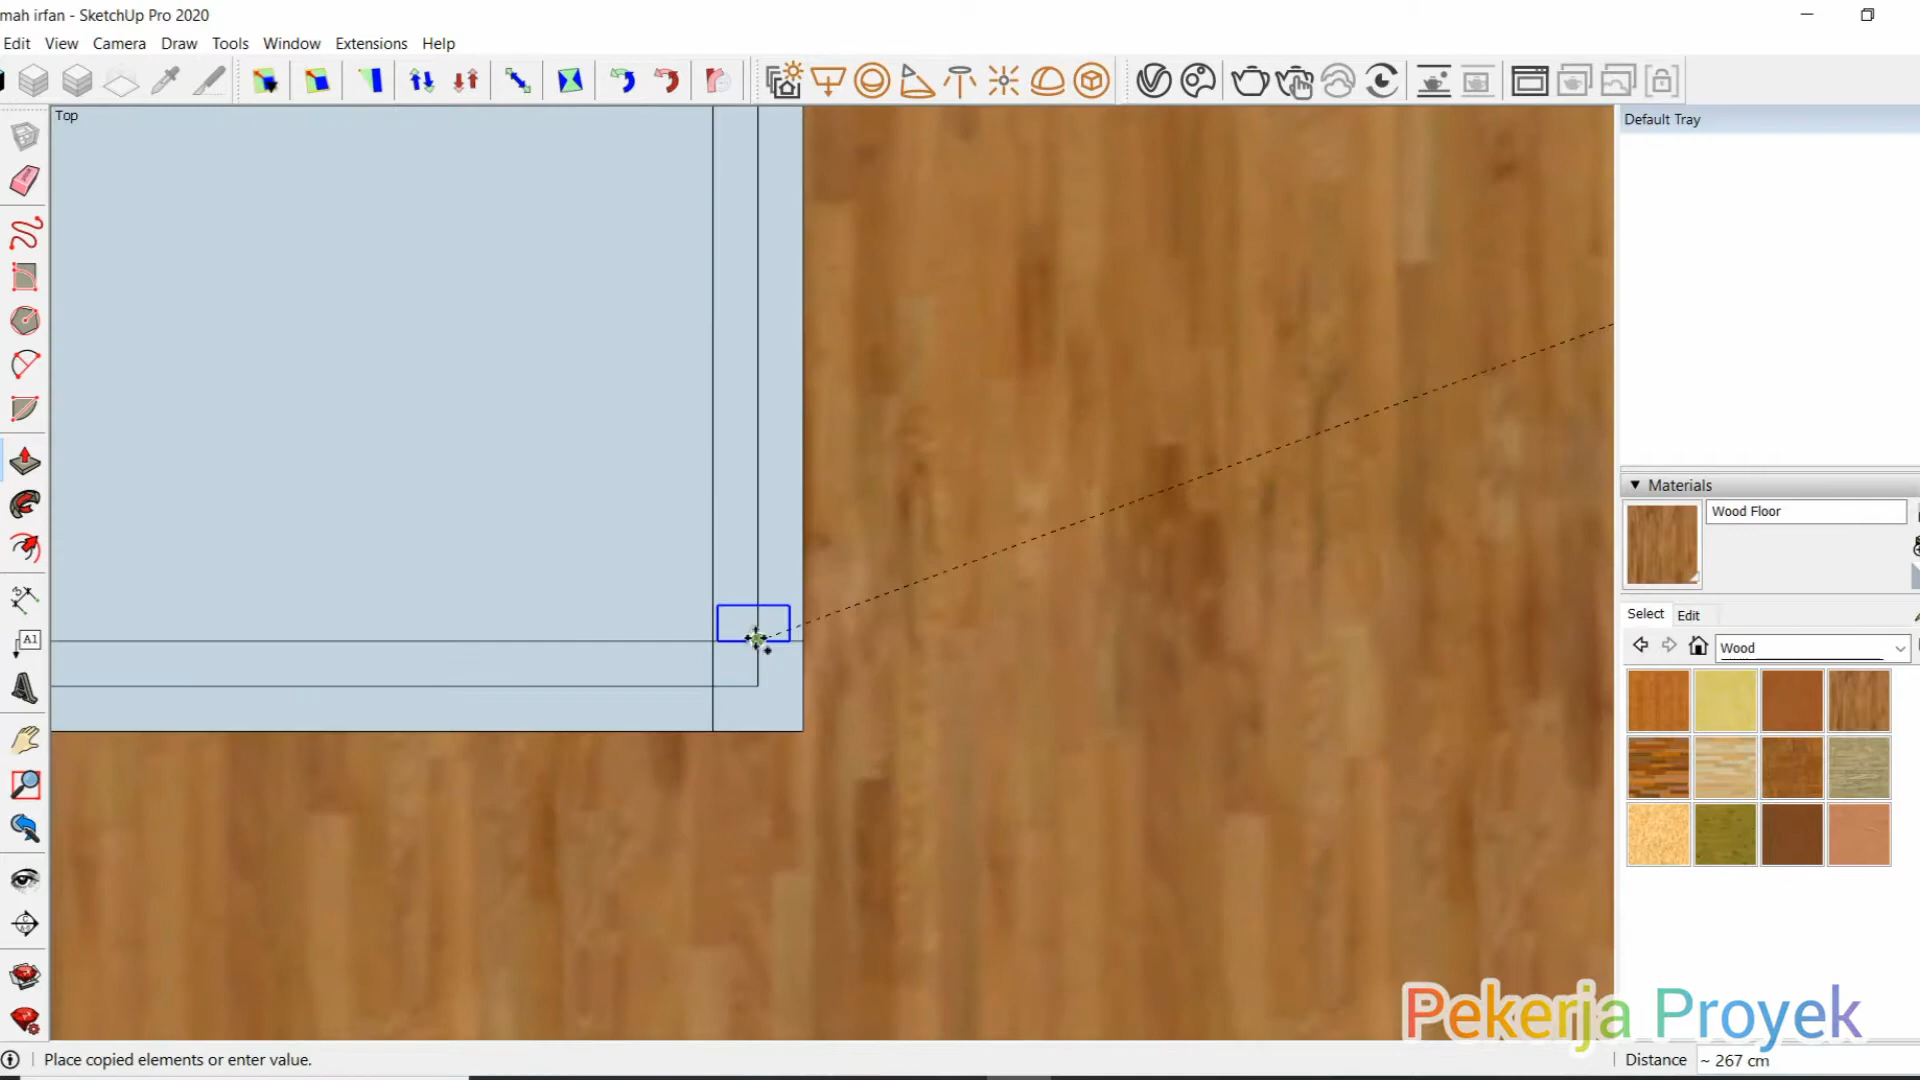 mah irfan - SketchUp Pro 2020
Edit View Camera Draw Tools Window Extensions Help
Top
Default Tray
Materials
Wood Floor
Select Edit
Wood
A1
Pekerja Proyek
Place copied elements or enter value.
Distance ~ 267 cm